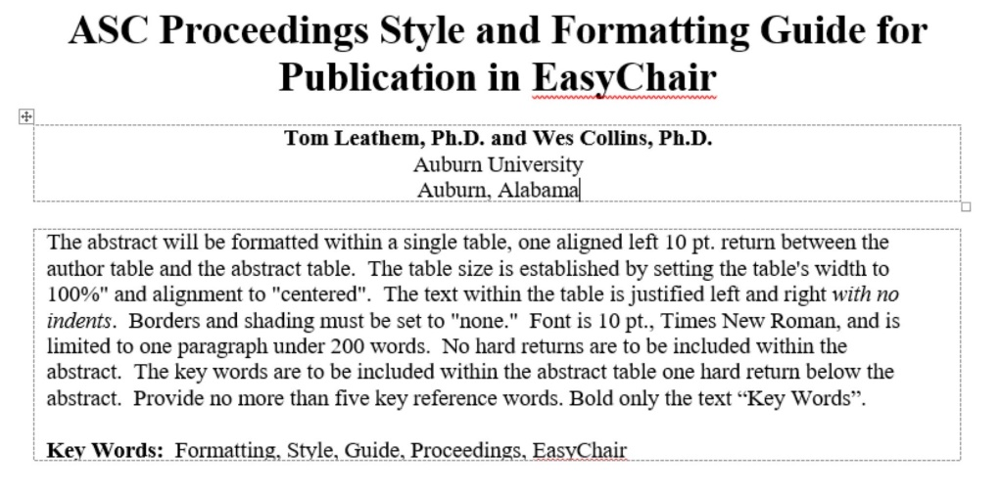 ASC Proceedings Style and Formatting Guide for
Publication in EasyChair
Tom Leathem, Ph.D. and Wes Collins, Ph.D.
Auburn University
Auburn, Alabama
The abstract will be formatted within a single table, one aligned left 10 pt. return between the
author table and the abstract table.  The table size is established by setting the table's width to
100%" and alignment to "centered".  The text within the table is justified left and right with no
indents.  Borders and shading must be set to "none."  Font is 10 pt., Times New Roman, and is
limited to one paragraph under 200 words.  No hard returns are to be included within the
abstract.  The key words are to be included within the abstract table one hard return below the
abstract.  Provide no more than five key reference words. Bold only the text “Key Words”.
Key Words:  Formatting, Style, Guide, Proceedings, EasyChair